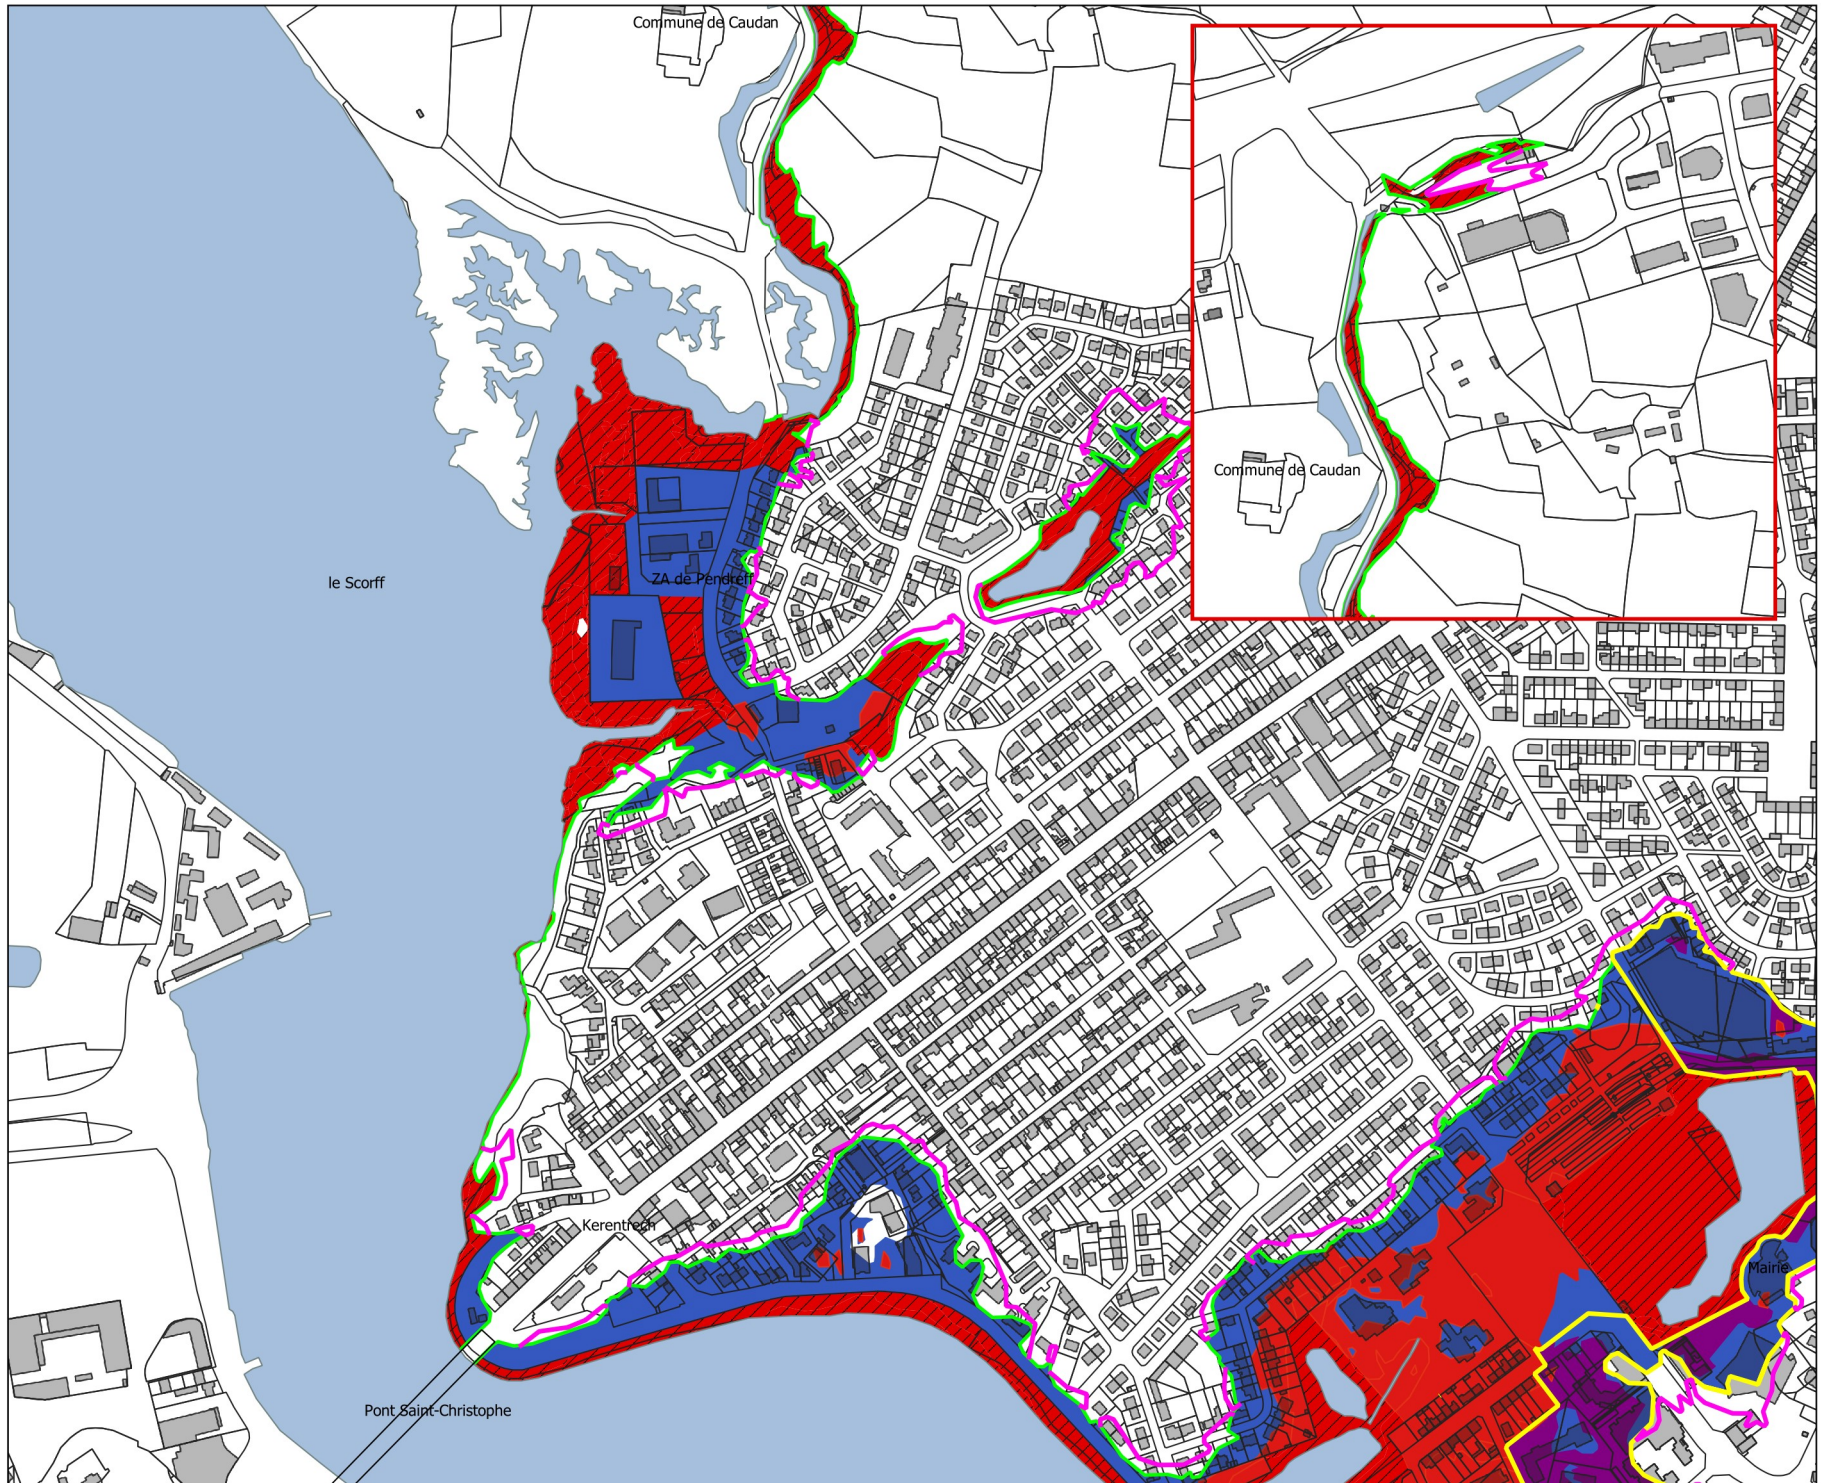 Commune de Caudan
Commune de Caudan
le Scorff
ZA de Pendreff
Kerentrech
Mairie
Pont Saint-Christophe